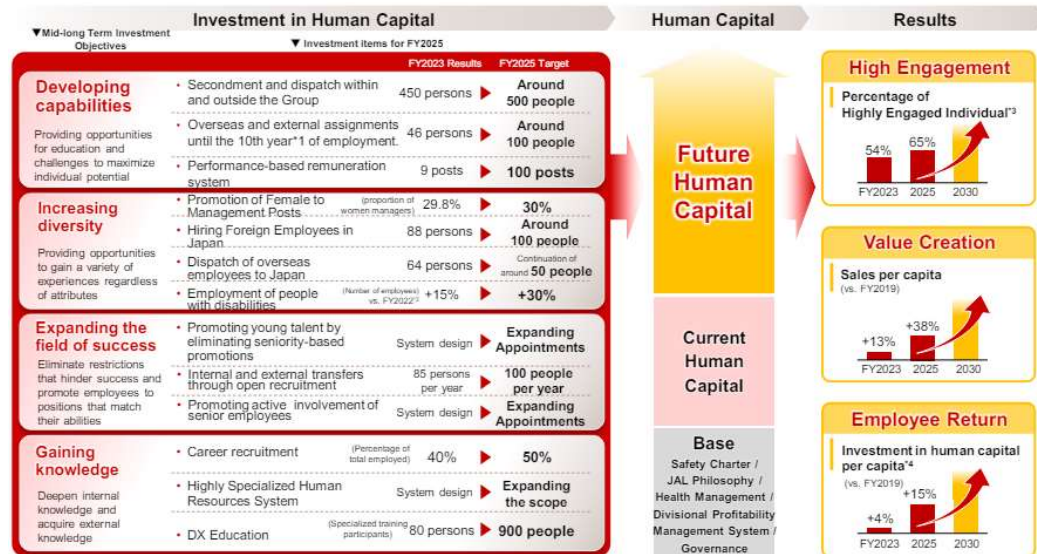 Investment in Human Capital
Human Capital
Results
▼Mid-long Term Investment
Objectives
▼ Investment items for FY2025
FY2023 Results
FY2025 Target
Developing
capabilities
Providing opportunities
for education and
challenges to maximize
individual potential
• Secondment and dispatch within
and outside the Group
450 persons
Around
500 people
• Overseas and external assignments
until the 10th year*1 of employment.
46 persons
Around
100 people
• Performance-based remuneration
system
9 posts
100 posts
Increasing
diversity
Providing opportunities
to gain a variety of
experiences regardless
of attributes
• Promotion of Female to
Management Posts
(proportion of
women managers)
29.8%
30%
• Hiring Foreign Employees in
Japan
88 persons
Around
100 people
• Dispatch of overseas
employees to Japan
64 persons
Continuation of
around 50 people
• Employment of people
with disabilities
(Number of employees)
vs. FY2022*2
+15%
+30%
Expanding the
field of success
Eliminate restrictions
that hinder success and
promote employees to
positions that match
their abilities
• Promoting young talent by
eliminating seniority-based
promotions
System design
Expanding
Appointments
• Internal and external transfers
through open recruitment
85 persons
per year
100 people
per year
• Promoting active involvement of
senior employees
System design
Expanding
Appointments
Gaining
knowledge
Deepen internal
knowledge and
acquire external
knowledge
• Career recruitment
(Percentage of
total employed)
40%
50%
• Highly Specialized Human
Resources System
System design
Expanding
the scope
• DX Education
(Specialized training
participants)
80 persons
900 people
Future
Human
Capital
Current
Human
Capital
Base
Safety Charter /
JAL Philosophy /
Health Management /
Divisional Profitability
Management System /
Governance
High Engagement
Percentage of
Highly Engaged Individual*3
54%
65%
FY2023
2025
2030
Value Creation
Sales per capita
(vs. FY2019)
+13%
+38%
FY2023
2025
2030
Employee Return
Investment in human capital
per capita*4
(vs. FY2019)
+4%
+15%
FY2023
2025
2030